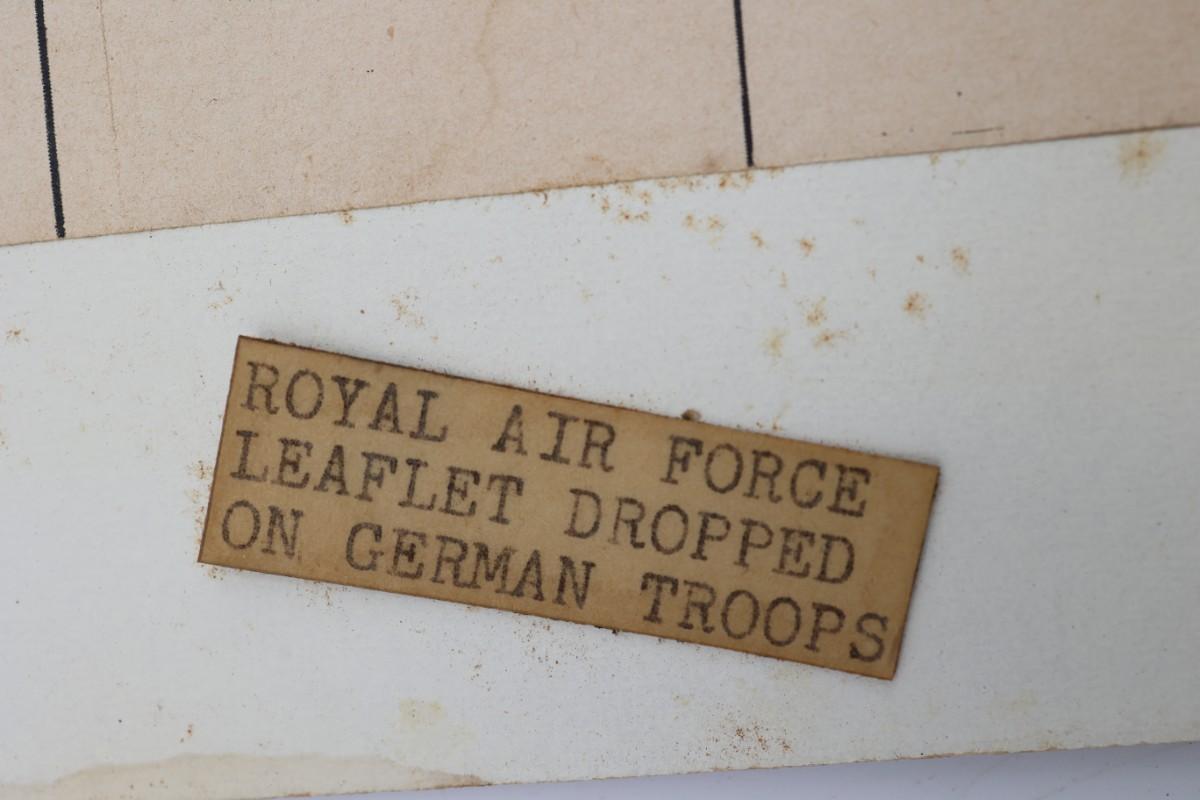 ROYAL AIR FORCE
LEAFLET DROPPED
ON GERMAN TROOPS